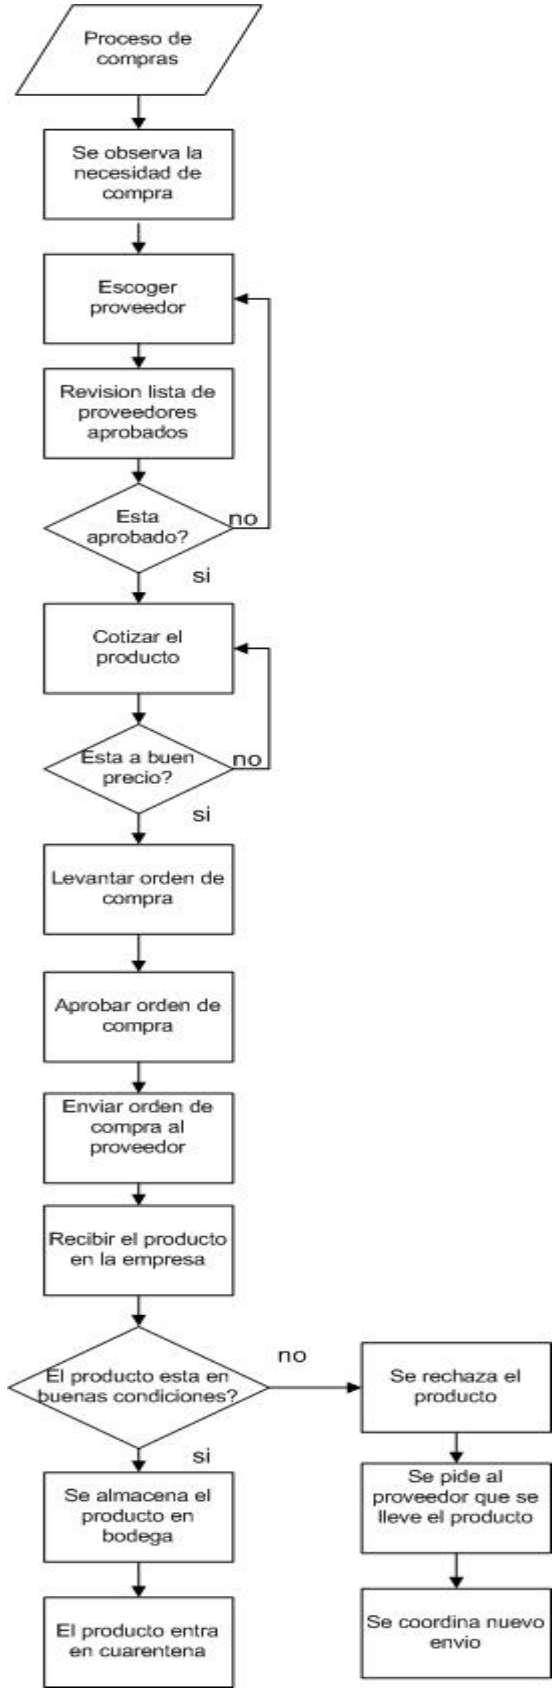 Proceso de
compras
Se observa la
necesidad de
compra
Escoger
proveedor
Revision lista de
proveedores
aprobados
Esta
aprobado?
no
si
Cotizar el
producto
Esta a buen
precio?
no
si
Levantar orden de
compra
Aprobar orden de
compra
Enviar orden de
compra al
proveedor
Recibir el producto
en la empresa
El producto esta en
buenas condiciones?
no
si
Se rechaza el
producto
Se pide al
proveedor que se
lleve el producto
Se coordina nuevo
envio
Se almacena el
producto en
bodega
El producto entra
en cuarentena